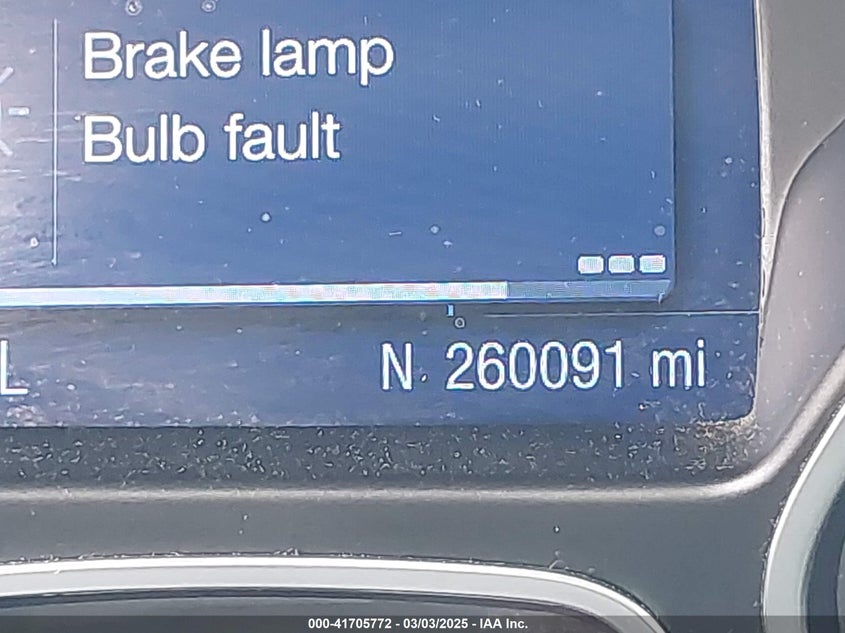 Brake lamp
Bulb fault
L
N 260091 mi
000-41705772 - 03/03/2025 - IAA Inc.